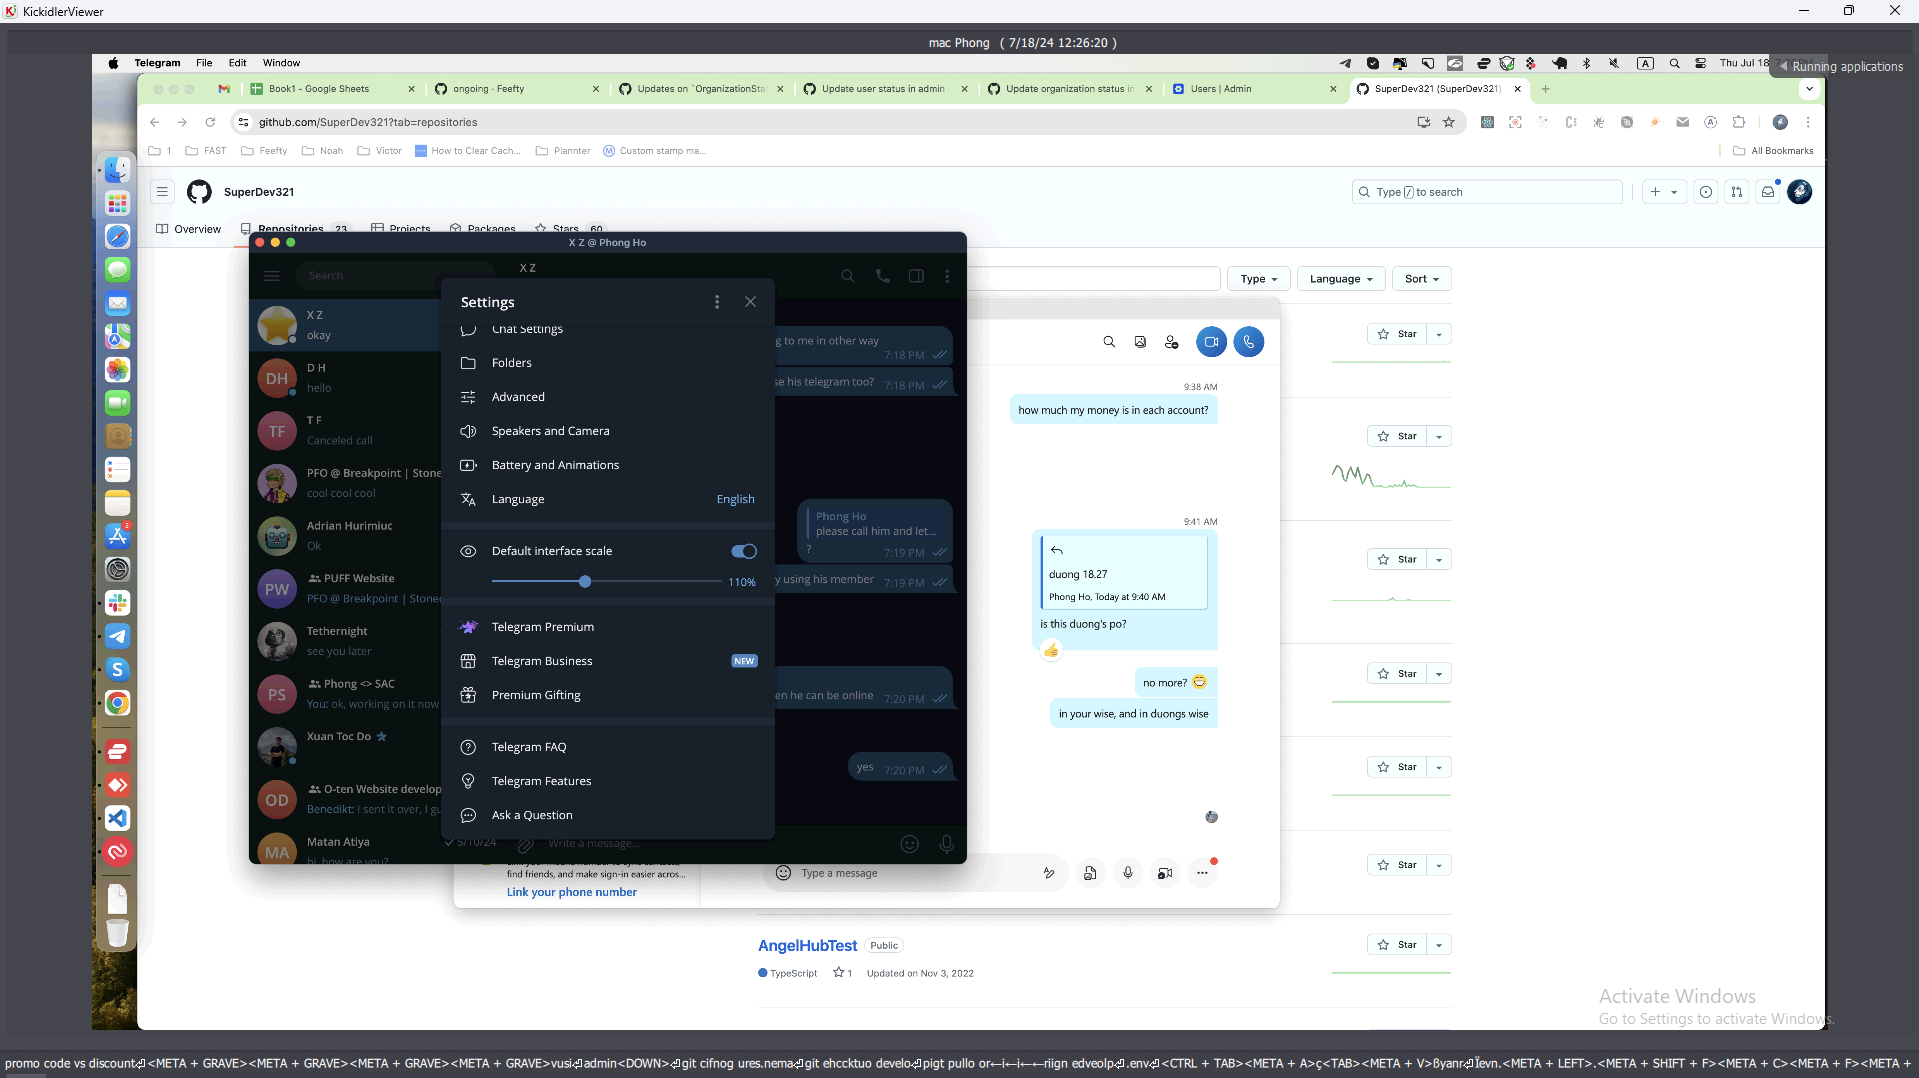 KickidlerViewer
mac Phong ( 7/18/24 12:26:20 )
Telegram File Edit Window
A
Thu Jul 18
Running applications
Book1 - Google Sheets
ongoing · Feefty
Updates on `OrganizationSta
Update user status in admin
Update organization status in
Users | Admin
SuperDev321 (SuperDev321)
github.com/SuperDev321?tab=repositories
1 FAST Feefty Noah Victor How to Clear Cach... Plannter Custom stamp ma...
All Bookmarks
SuperDev321
Type / to search
Overview Repositories 23 Projects Packages Stars 60
Type Language Sort
X Z @ Phong Ho
Search
X Z
X Z
okay
D H
hello
T F
Canceled call
PFO @ Breakpoint | Stone
cool cool cool
Adrian Hurimiuc
Ok
PUFF Website
PFO @ Breakpoint | Stone
Tethernight
see you later
Phong <> SAC
You: ok, working on it now
Xuan Toc Do
O-ten Website develop
Benedikt: I sent it over, I gu
Matan Atiya
5/10/24
hi, how are you?
DH
TF
PW
PS
OD
MA
Settings
Chat Settings
Folders
Advanced
Speakers and Camera
Battery and Animations
Language English
Default interface scale
110%
Telegram Premium
Telegram Business NEW
Premium Gifting
Telegram FAQ
Telegram Features
Ask a Question
g to me in other way
7:18 PM
se his telegram too? 7:18 PM
Phong Ho
please call him and let...
? 7:19 PM
y using his member 7:19 PM
en he can be online 7:20 PM
yes 7:20 PM
Write a message...
find friends, and make sign-in easier acros...
Link your phone number
9:38 AM
how much my money is in each account?
9:41 AM
duong 18.27
Phong Ho, Today at 9:40 AM
is this duong's po?
no more?
in your wise, and in duongs wise
Type a message
Star
Star
Star
Star
Star
Star
Star
AngelHubTest Public
TypeScript 1 Updated on Nov 3, 2022
Activate Windows
Go to Settings to activate Windows.
promo code vs discount⏎<META + GRAVE><META + GRAVE><META + GRAVE><META + GRAVE>vusi⏎admin<DOWN>⏎git cifnog ures.nema⏎git ehccktuo develo⏎pigt pullo or←i←i←←riign edveolp⏎.env⏎<CTRL + TAB><META + A>ç<TAB><META + V>ßyanr⏎Ïevn.<META + LEFT>.<META + SHIFT + F><META + C><META + F><META +